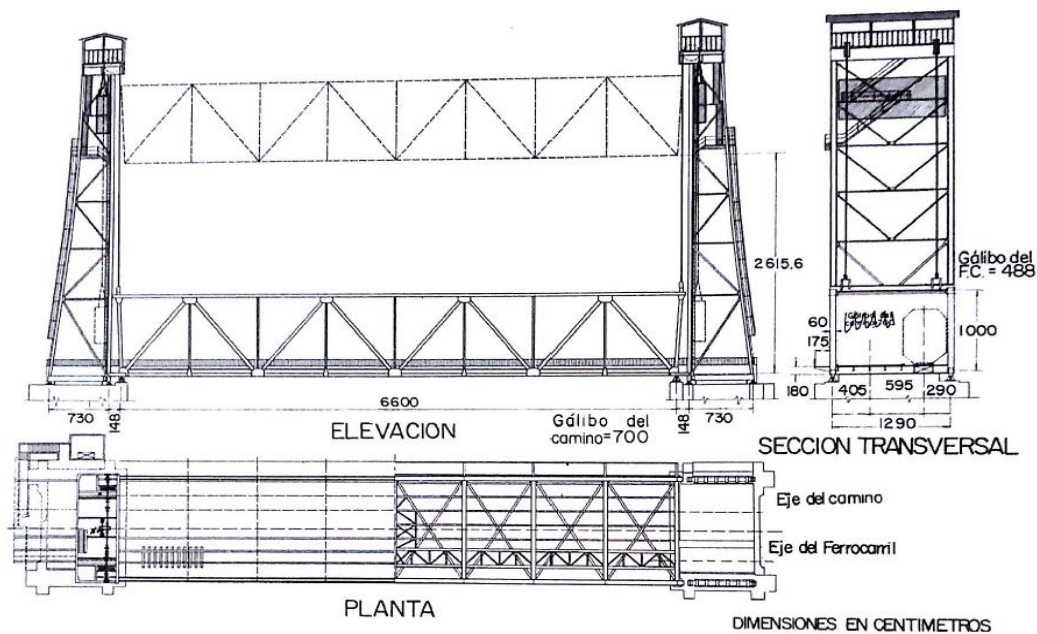 2615.6
Gálibo del
F.C. = 488
60
175
1000
180
405
595
290
1290
730
148
6600
148
730
ELEVACION
Gálibo del
camino=700
SECCION TRANSVERSAL
Eje del camino
Eje del Ferrocarril
PLANTA
DIMENSIONES EN CENTIMETROS